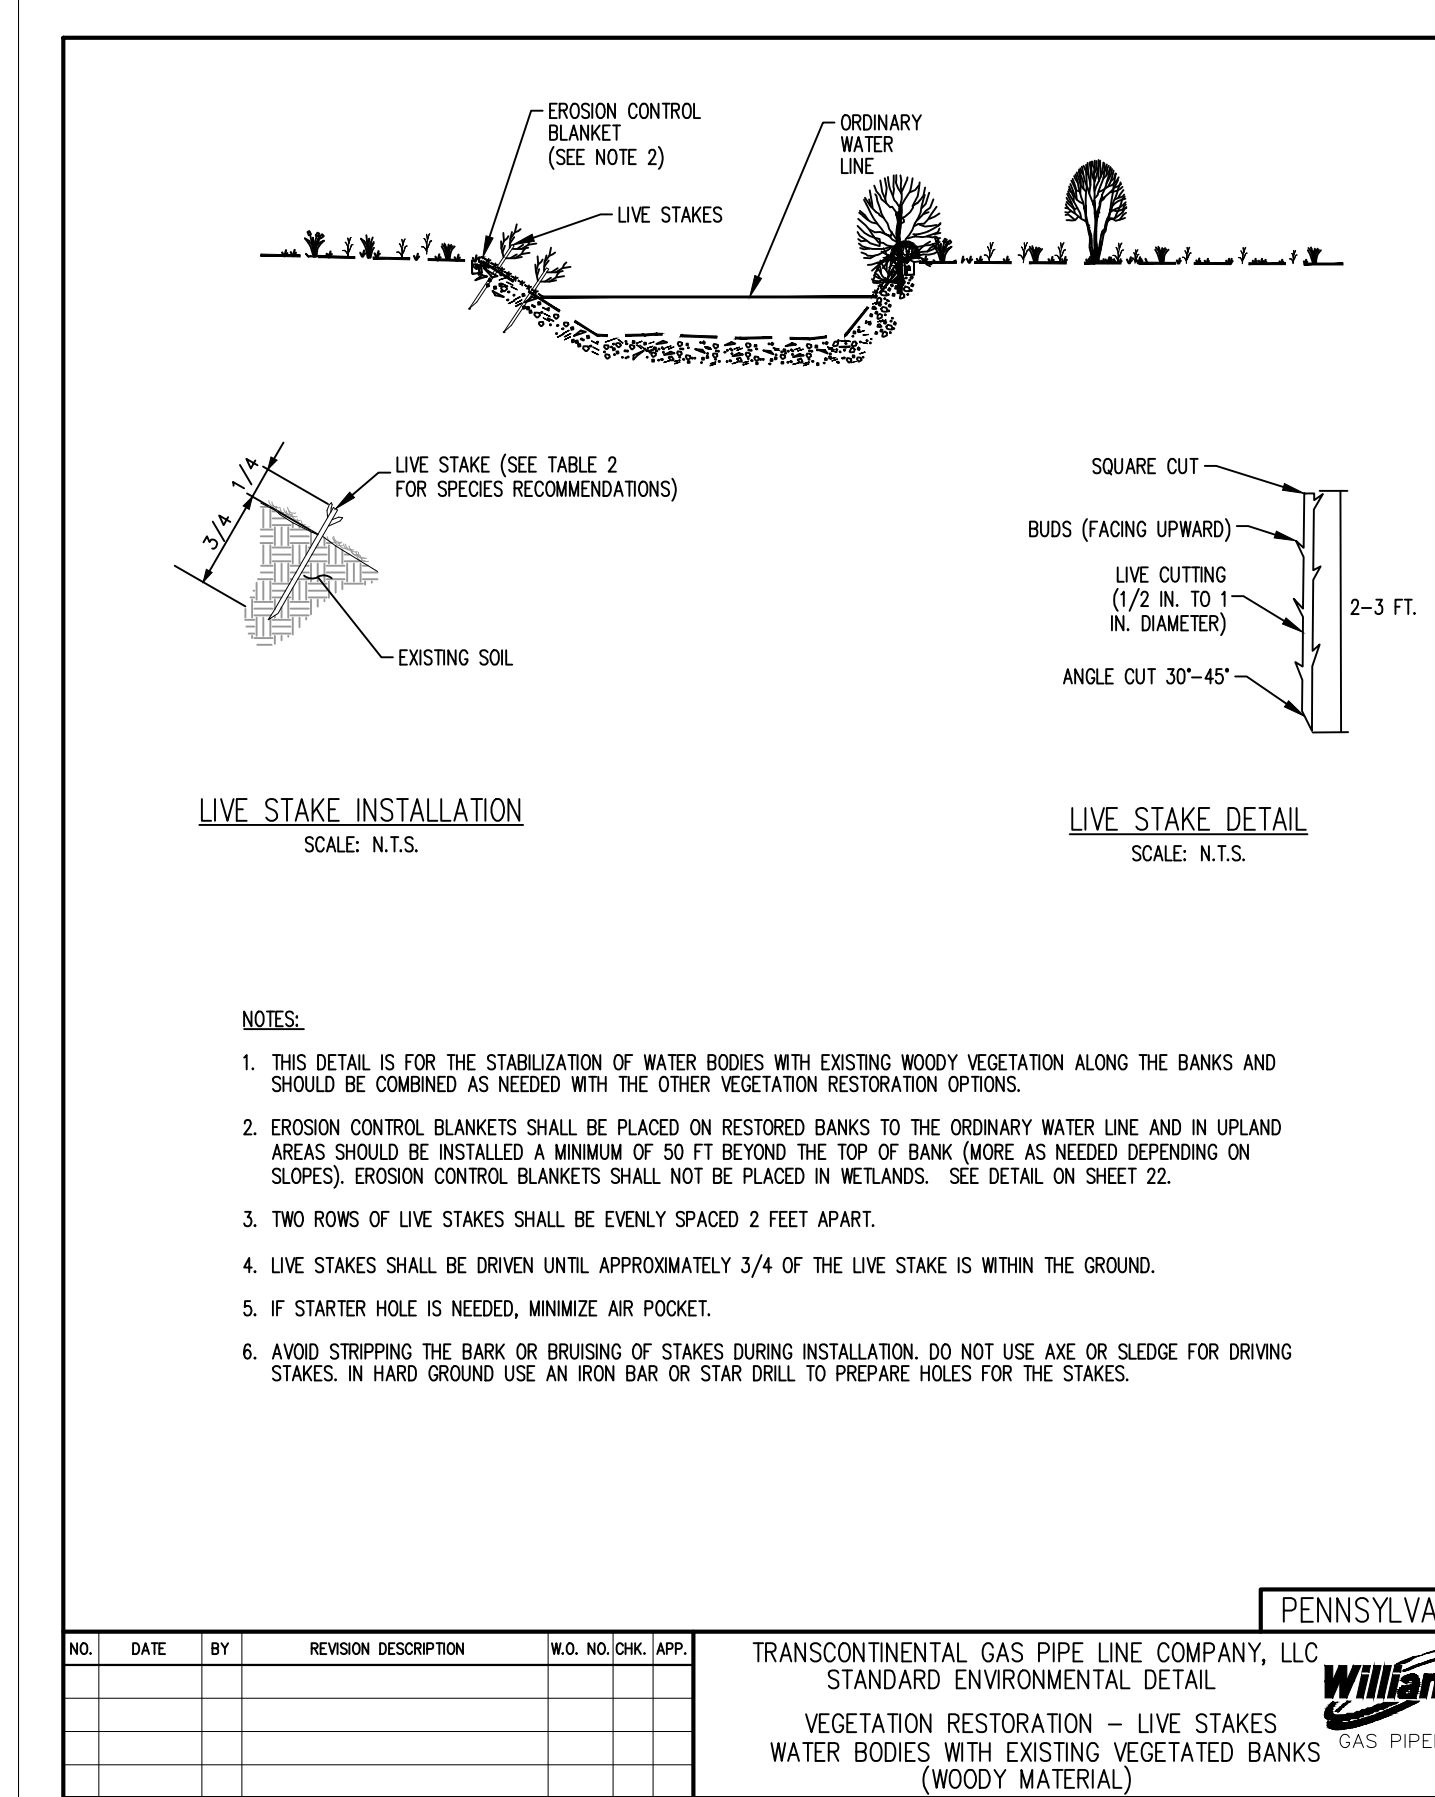 EROSION CONTROL
BLANKET
(SEE NOTE 2)
ORDINARY
WATER
LINE
LIVE STAKES
1/4
3/4
LIVE STAKE (SEE TABLE 2
FOR SPECIES RECOMMENDATIONS)
EXISTING SOIL
SQUARE CUT
BUDS (FACING UPWARD)
LIVE CUTTING
(1/2 IN. TO 1
IN. DIAMETER)
2-3 FT.
ANGLE CUT 30°-45°
LIVE STAKE INSTALLATION
SCALE: N.T.S.
LIVE STAKE DETAIL
SCALE: N.T.S.
NOTES:
1. THIS DETAIL IS FOR THE STABILIZATION OF WATER BODIES WITH EXISTING WOODY VEGETATION ALONG THE BANKS AND
SHOULD BE COMBINED AS NEEDED WITH THE OTHER VEGETATION RESTORATION OPTIONS.
2. EROSION CONTROL BLANKETS SHALL BE PLACED ON RESTORED BANKS TO THE ORDINARY WATER LINE AND IN UPLAND
AREAS SHOULD BE INSTALLED A MINIMUM OF 50 FT BEYOND THE TOP OF BANK (MORE AS NEEDED DEPENDING ON
SLOPES). EROSION CONTROL BLANKETS SHALL NOT BE PLACED IN WETLANDS. SEE DETAIL ON SHEET 22.
3. TWO ROWS OF LIVE STAKES SHALL BE EVENLY SPACED 2 FEET APART.
4. LIVE STAKES SHALL BE DRIVEN UNTIL APPROXIMATELY 3/4 OF THE LIVE STAKE IS WITHIN THE GROUND.
5. IF STARTER HOLE IS NEEDED, MINIMIZE AIR POCKET.
6. AVOID STRIPPING THE BARK OR BRUISING OF STAKES DURING INSTALLATION. DO NOT USE AXE OR SLEDGE FOR DRIVING
STAKES. IN HARD GROUND USE AN IRON BAR OR STAR DRILL TO PREPARE HOLES FOR THE STAKES.
PENNSYLVA
NO. DATE BY REVISION DESCRIPTION W.O. NO. CHK. APP.
TRANSCONTINENTAL GAS PIPE LINE COMPANY, LLC
STANDARD ENVIRONMENTAL DETAIL
VEGETATION RESTORATION - LIVE STAKES
WATER BODIES WITH EXISTING VEGETATED BANKS
(WOODY MATERIAL)
William
GAS PIPE